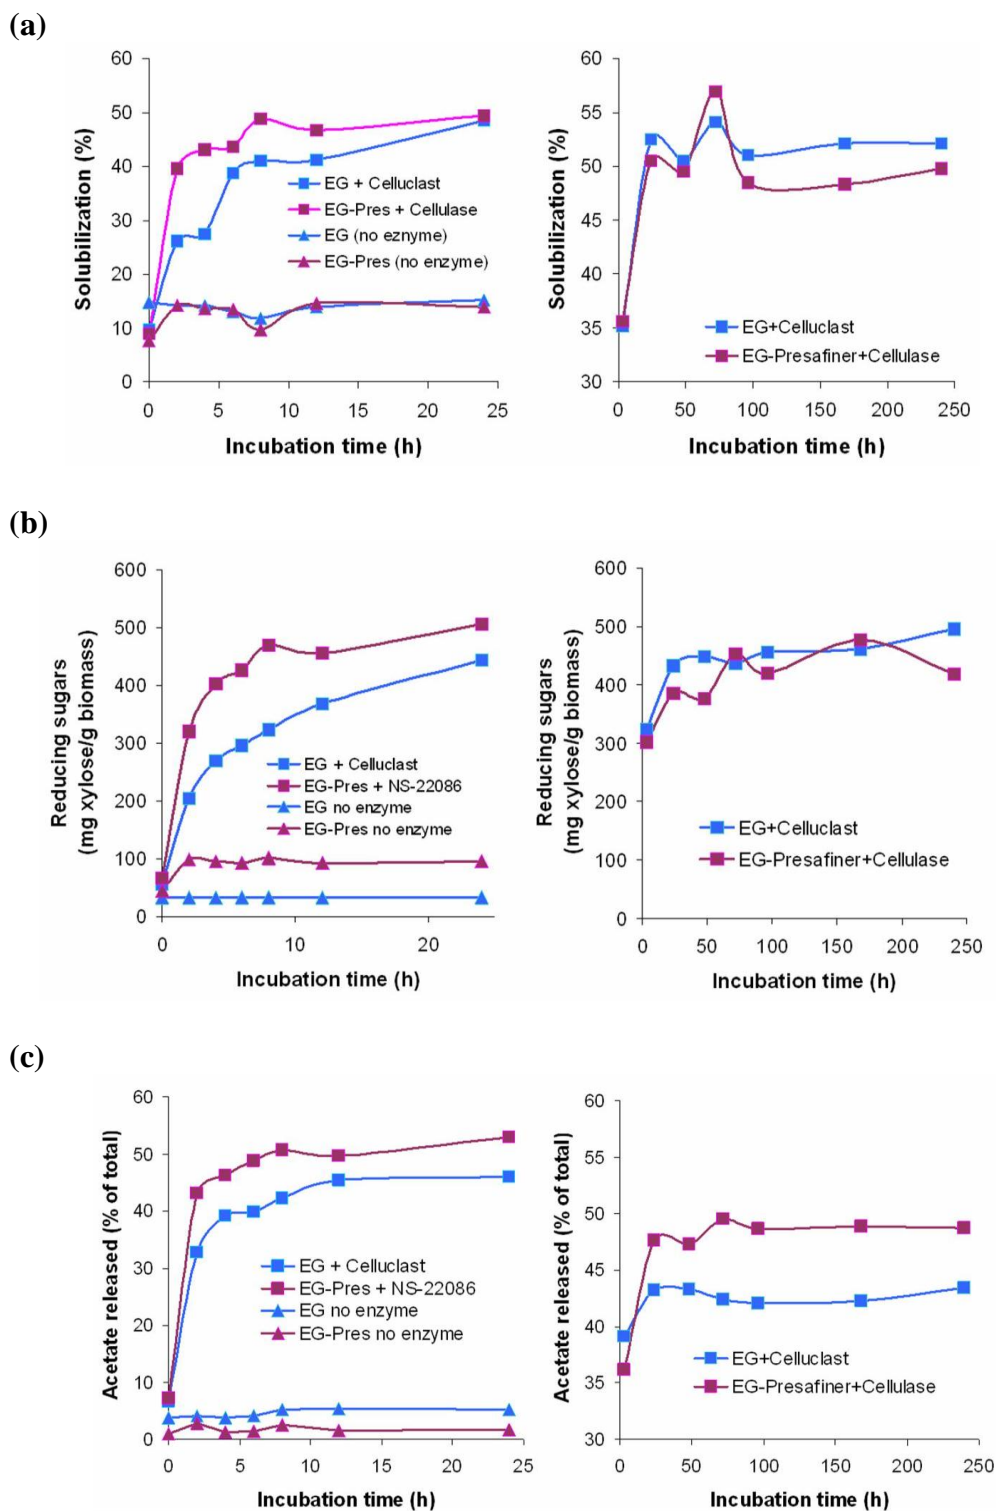 (a)
Solubilization (%)
60
50
40
30
20
10
0
EG + Celluclast
EG-Pres + Cellulase
EG (no eznyme)
EG-Pres (no enzyme)
0 5 10 15 20 25
Incubation time (h)
Solubilization (%)
60
55
50
45
40
35
30
EG+Celluclast
EG-Presafiner+Cellulase
0 50 100 150 200 250
Incubation time (h)
(b)
Reducing sugars
(mg xylose/g biomass)
600
500
400
300
200
100
0
EG + Celluclast
EG-Pres + NS-22086
EG no enzyme
EG-Pres no enzyme
0 10 20
Incubation time (h)
Reducing sugars
(mg xylose/g biomass)
600
500
400
300
200
100
0
EG+Celluclast
EG-Presafiner+Cellulase
0 50 100 150 200 250
Incubation time (h)
(c)
Acetate released (% of total)
60
50
40
30
20
10
0
EG + Celluclast
EG-Pres + NS-22086
EG no enzyme
EG-Pres no enzyme
0 5 10 15 20 25
Incubation time (h)
Acetate released (% of total)
60
55
50
45
40
35
30
EG+Celluclast
EG-Presafiner+Cellulase
0 50 100 150 200 250
Incubation time (h)